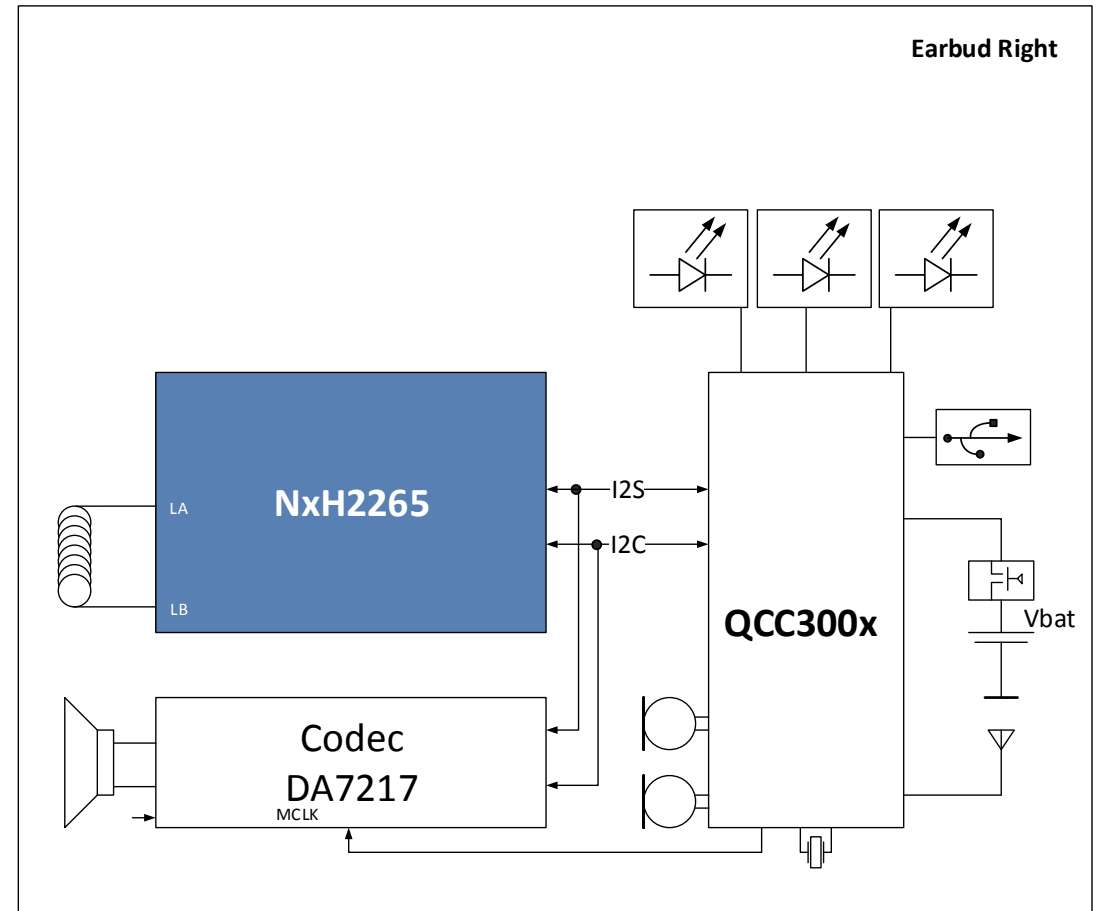 Earbud Right
NxH2265
LA
LB
I2S
I2C
QCC300x
Vbat
Codec
DA7217
MCLK